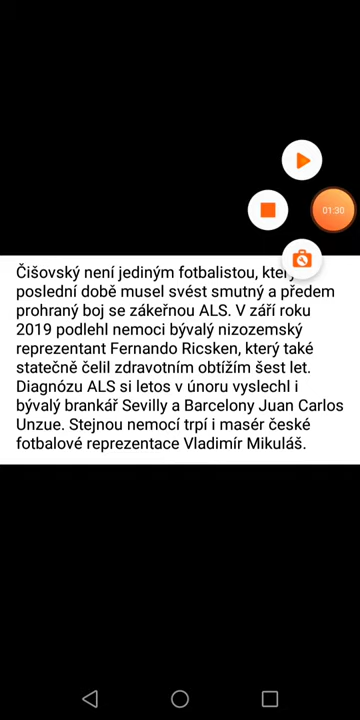 01:30
Čišovský není jediným fotbalistou, který
poslední době musel svést smutný a předem
prohraný boj se zákeřnou ALS. V září roku
2019 podlehl nemoci bývalý nizozemský
reprezentant Fernando Ricsken, který také
statečně čelil zdravotním obtížím šest let.
Diagnózu ALS si letos v únoru vyslechl i
bývalý brankář Sevilly a Barcelony Juan Carlos
Unzue. Stejnou nemocí trpí i masér české
fotbalové reprezentace Vladimír Mikuláš.